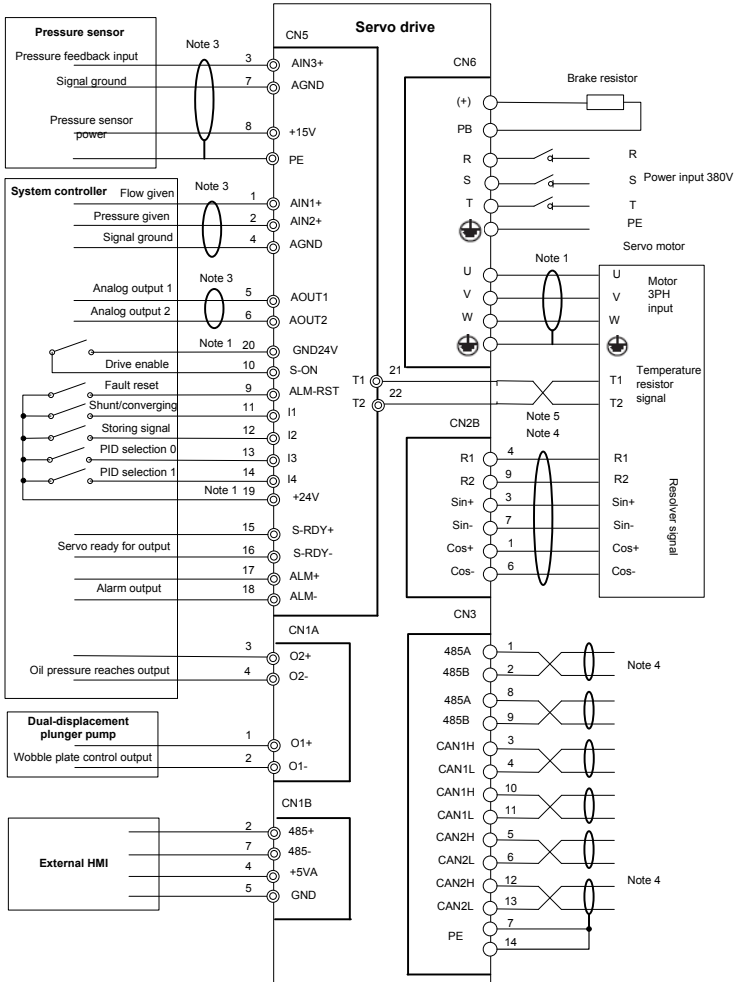 Servo drive
Pressure sensor
Note 3
CN5
Pressure feedback input
3
AIN3+
Signal ground
7
AGND
Pressure sensor
power
8
+15V
PE
System controller
Flow given
Note 3
1
AIN1+
Pressure given
2
AIN2+
Signal ground
4
AGND
Note 3
Analog output 1
5
AOUT1
Analog output 2
6
AOUT2
Note 1
20
GND24V
Drive enable
10
S-ON
Fault reset
9
ALM-RST
Shunt/converging
11
I1
Storing signal
12
I2
PID selection 0
13
I3
PID selection 1
14
I4
Note 1
19
+24V
15
S-RDY+
Servo ready for output
16
S-RDY-
17
ALM+
Alarm output
18
ALM-
CN1A
3
O2+
Oil pressure reaches output
4
O2-
Dual-displacement
plunger pump
1
O1+
Wobble plate control output
2
O1-
CN1B
External HMI
2
485+
7
485-
4
+5VA
5
GND
CN6
Brake resistor
(+)
PB
R
R
S
S
Power input 380V
T
T
PE
Servo motor
Note 1
U
U
V
V
W
W
Motor
3PH
input
T1
21
T1
T2
22
T2
Temperature
resistor
signal
Note 5
Note 4
CN2B
R1
4
R1
R2
9
R2
Sin+
3
Sin+
Sin-
7
Sin-
Cos+
1
Cos+
Cos-
6
Cos-
Resolver signal
CN3
485A
1
485B
2
Note 4
485A
8
485B
9
CAN1H
3
CAN1L
4
CAN1H
10
CAN1L
11
CAN2H
5
CAN2L
6
CAN2H
12
CAN2L
13
Note 4
PE
7
14